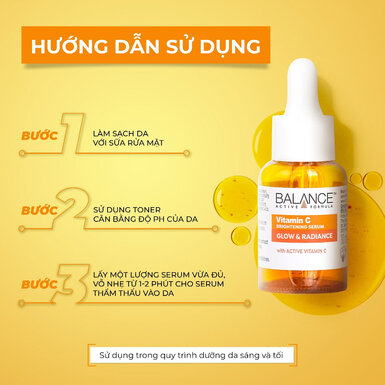 HƯỚNG DẪN SỬ DỤNG
BƯỚC 1
LÀM SẠCH DA
VỚI SỮA RỬA MẶT
BƯỚC 2
SỬ DỤNG TONER
CÂN BẰNG ĐỘ PH CỦA DA
BƯỚC 3
LẤY MỘT LƯỢNG SERUM VỪA ĐỦ,
VỖ NHẸ TỪ 1-2 PHÚT CHO SERUM
THẨM THẤU VÀO DA
BALANCE
ACTIVE FORMULA
Vitamin C
BRIGHTENING SERUM
GLOW & RADIANCE
with ACTIVE VITAMIN C
Sử dụng trong quy trình dưỡng da sáng và tối